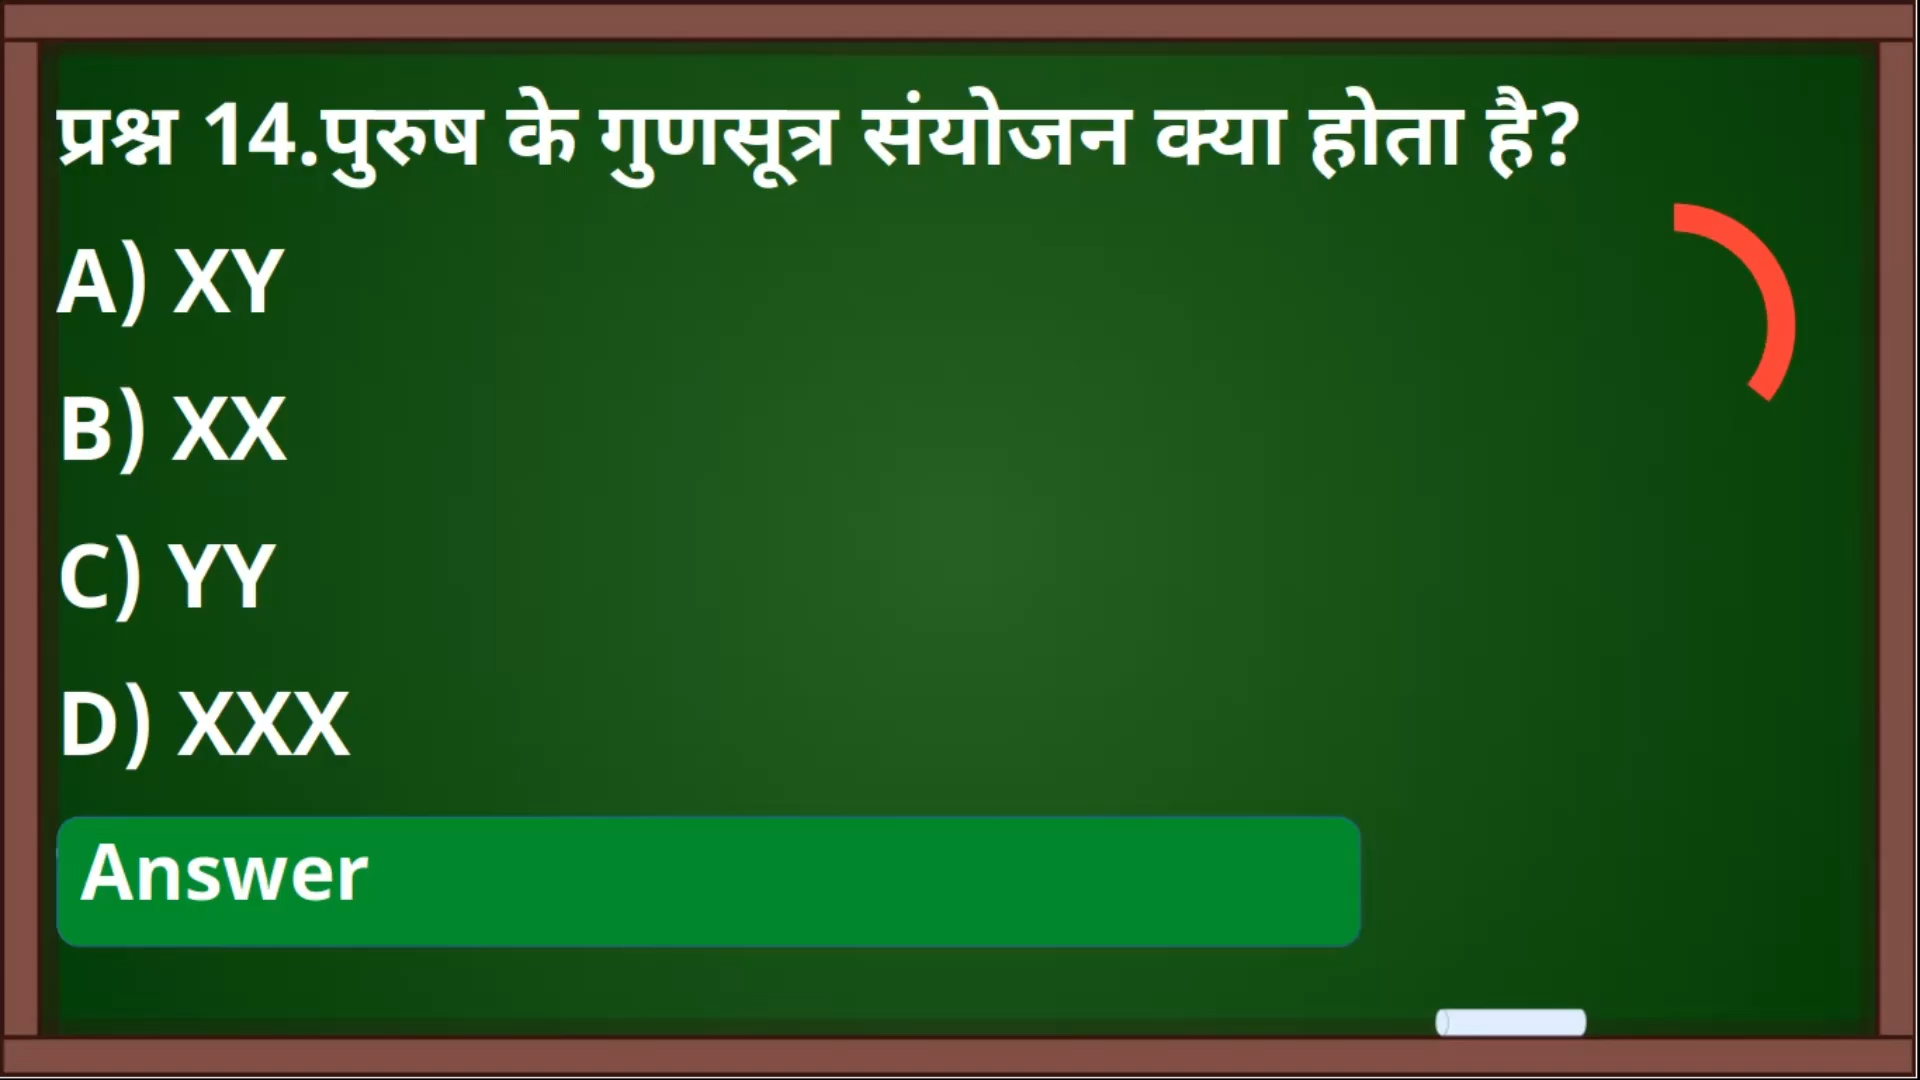 प्रश्न 14.पुरुष के गुणसूत्र संयोजन क्या होता है?
A) XY
B) XX
C) YY
D) XXX
Answer